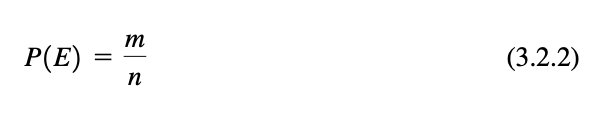 P(E) = m/n (3.2.2)